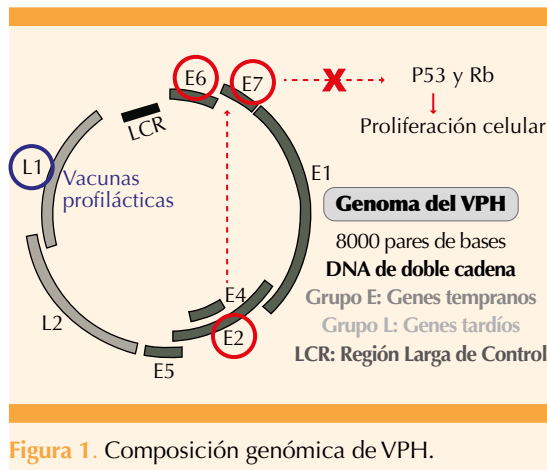 E6
E7
P53 y Rb
Proliferación celular
LCR
L1
Vacunas
profilácticas
E1
Genoma del VPH
8000 pares de bases
DNA de doble cadena
Grupo E: Genes tempranos
Grupo L: Genes tardíos
LCR: Región Larga de Control
E4
E2
L2
E5
Figura 1. Composición genómica de VPH.